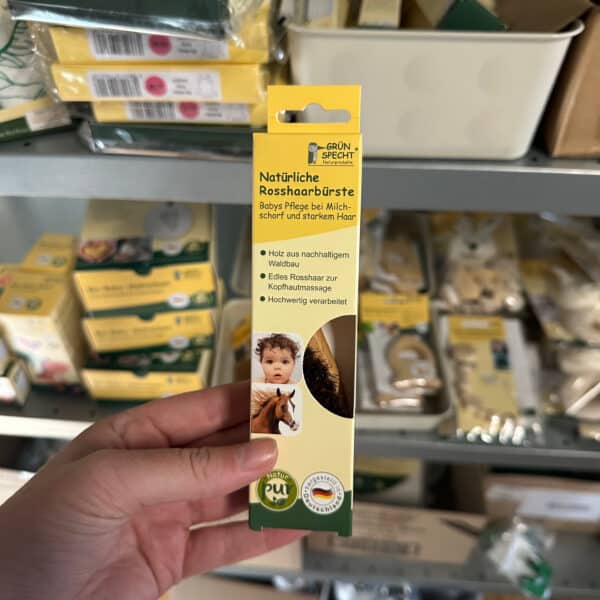 GRÜN
SPECHT
Naturprodukte
Natürliche
Rosshaarbürste
Babys Pflege bei Milch-
schorf und starkem Haar
Holz aus nachhaltigem
Waldbau
Edles Rosshaar zur
Kopfhautmassage
Hochwertig verarbeitet
NATUR
pur
Hergestellt in
Deutschland